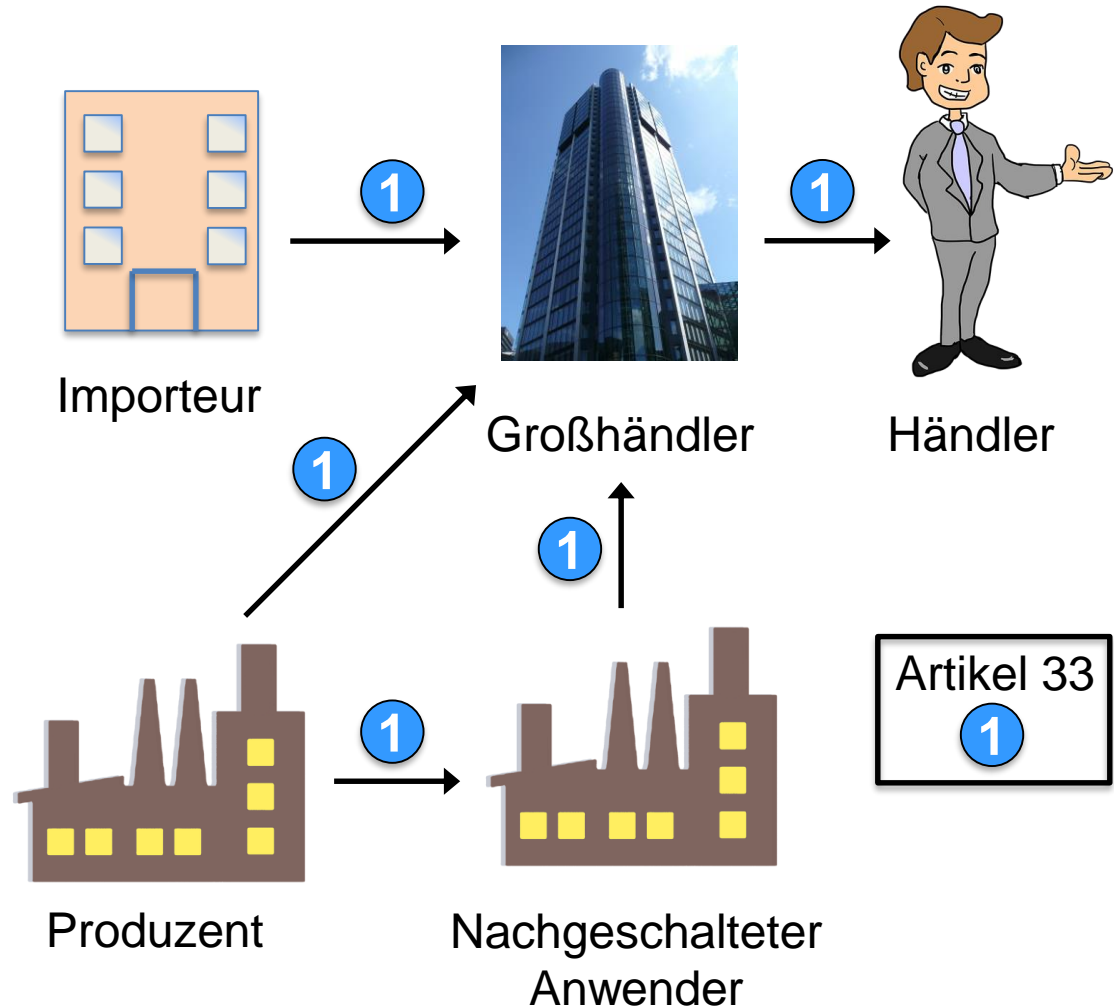 1
1
Importeur
Großhändler
Händler
1
1
Artikel 33
1
1
Produzent
Nachgeschalteter
Anwender